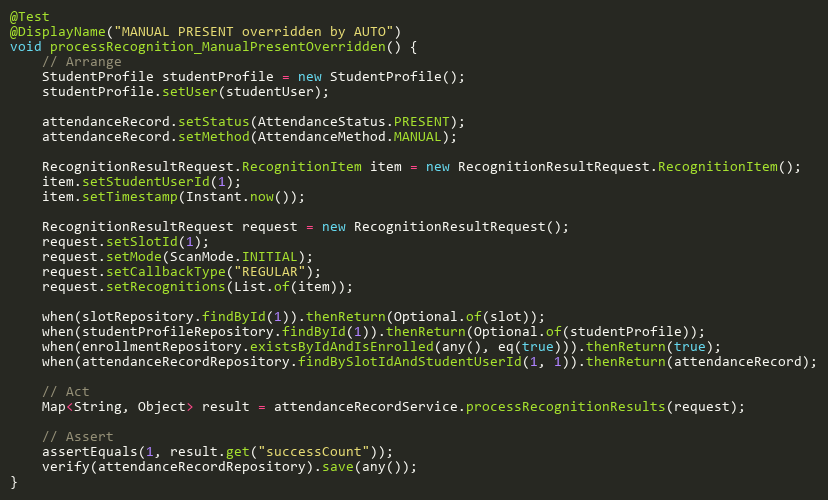 @Test
@DisplayName("MANUAL PRESENT overridden by AUTO")
void processRecognition_ManualPresentOverridden() {
    // Arrange
    StudentProfile studentProfile = new StudentProfile();
    studentProfile.setUser(studentUser);

    attendanceRecord.setStatus(AttendanceStatus.PRESENT);
    attendanceRecord.setMethod(AttendanceMethod.MANUAL);

    RecognitionResultRequest.RecognitionItem item = new RecognitionResultRequest.RecognitionItem();
    item.setStudentUserId(1);
    item.setTimestamp(Instant.now());

    RecognitionResultRequest request = new RecognitionResultRequest();
    request.setSlotId(1);
    request.setMode(ScanMode.INITIAL);
    request.setCallbackType("REGULAR");
    request.setRecognitions(List.of(item));

    when(slotRepository.findById(1)).thenReturn(Optional.of(slot));
    when(studentProfileRepository.findById(1)).thenReturn(Optional.of(studentProfile));
    when(enrollmentRepository.existsByIdAndIsEnrolled(any(), eq(true))).thenReturn(true);
    when(attendanceRecordRepository.findBySlotIdAndStudentUserId(1, 1)).thenReturn(attendanceRecord);

    // Act
    Map<String, Object> result = attendanceRecordService.processRecognitionResults(request);

    // Assert
    assertEquals(1, result.get("successCount"));
    verify(attendanceRecordRepository).save(any());
}